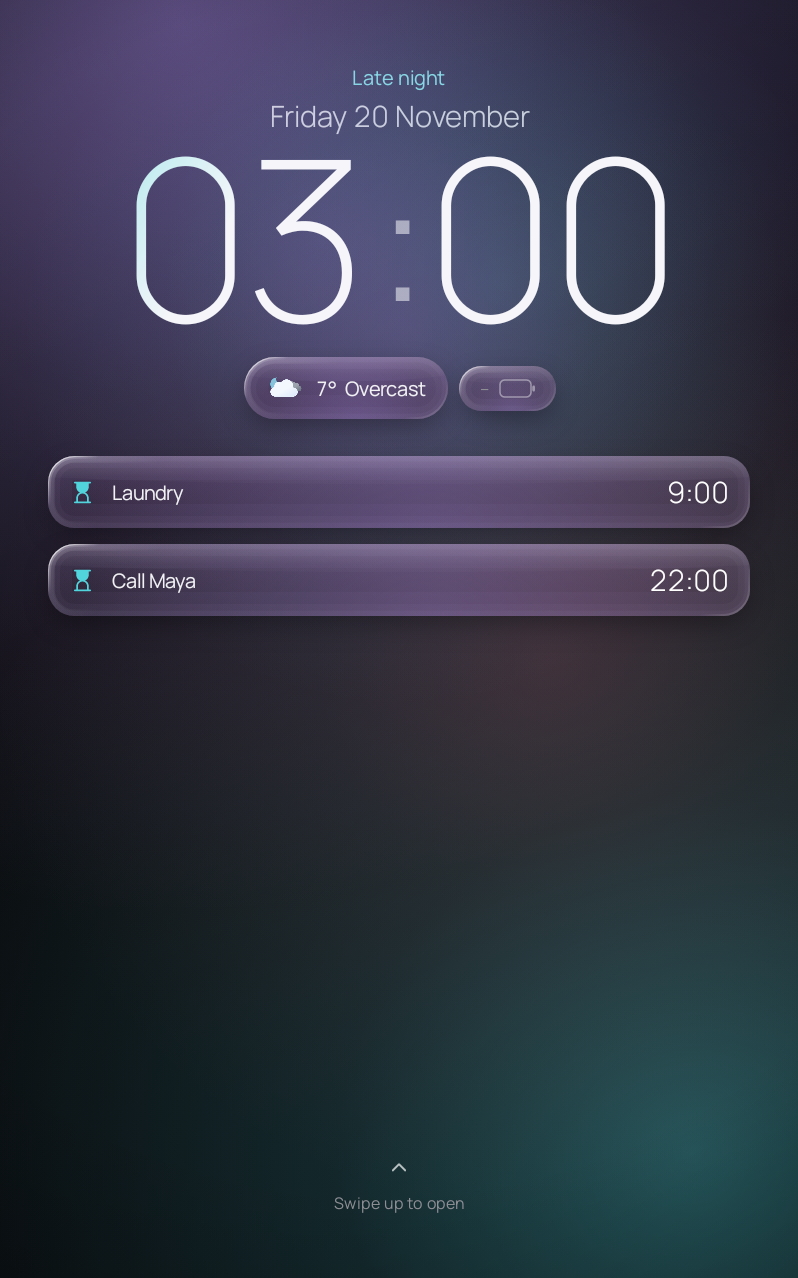 Late night
Friday 20 November
03:00
7° Overcast –
Laundry 9:00
Call Maya 22:00
Swipe up to open